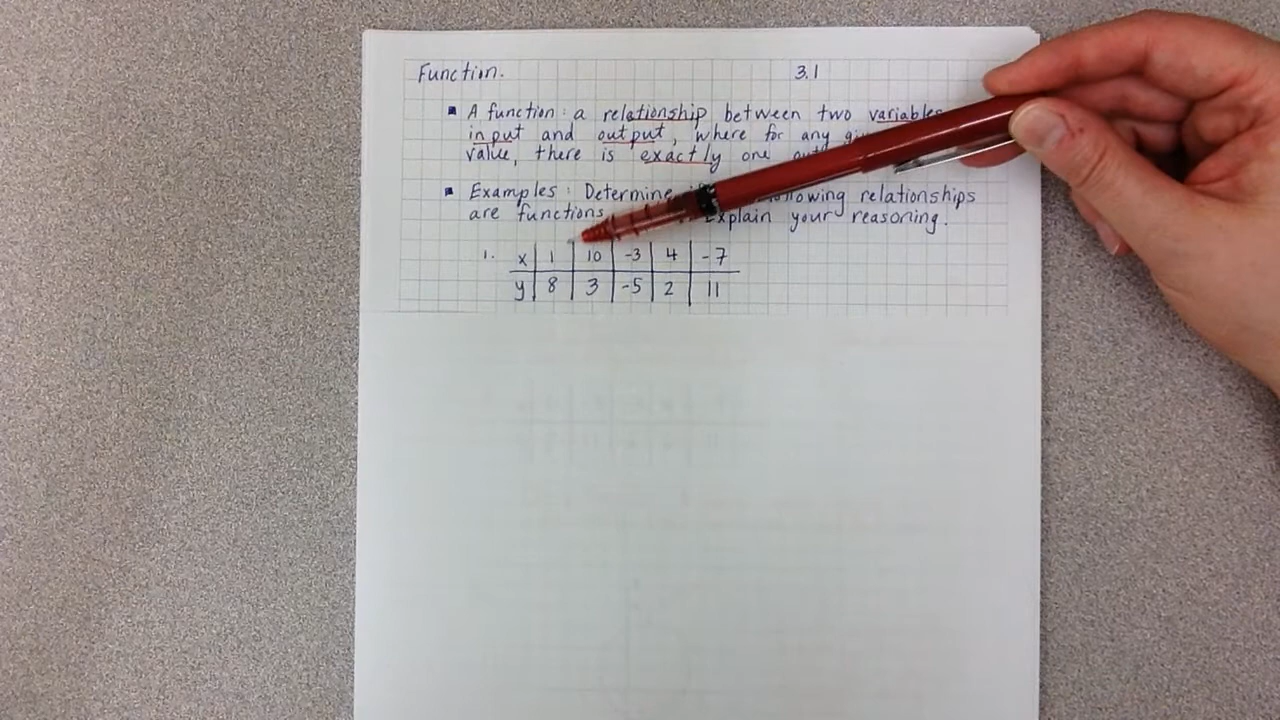 Function. 3.1
▪ A function : a relationship between two variables
input and output, where for any
value, there is exactly one
▪ Examples : Determine following relationships
are functions. Explain your reasoning.
1. x | 1 | 10 | -3 | 4 | -7
y | 8 | 3 | -5 | 2 | 11